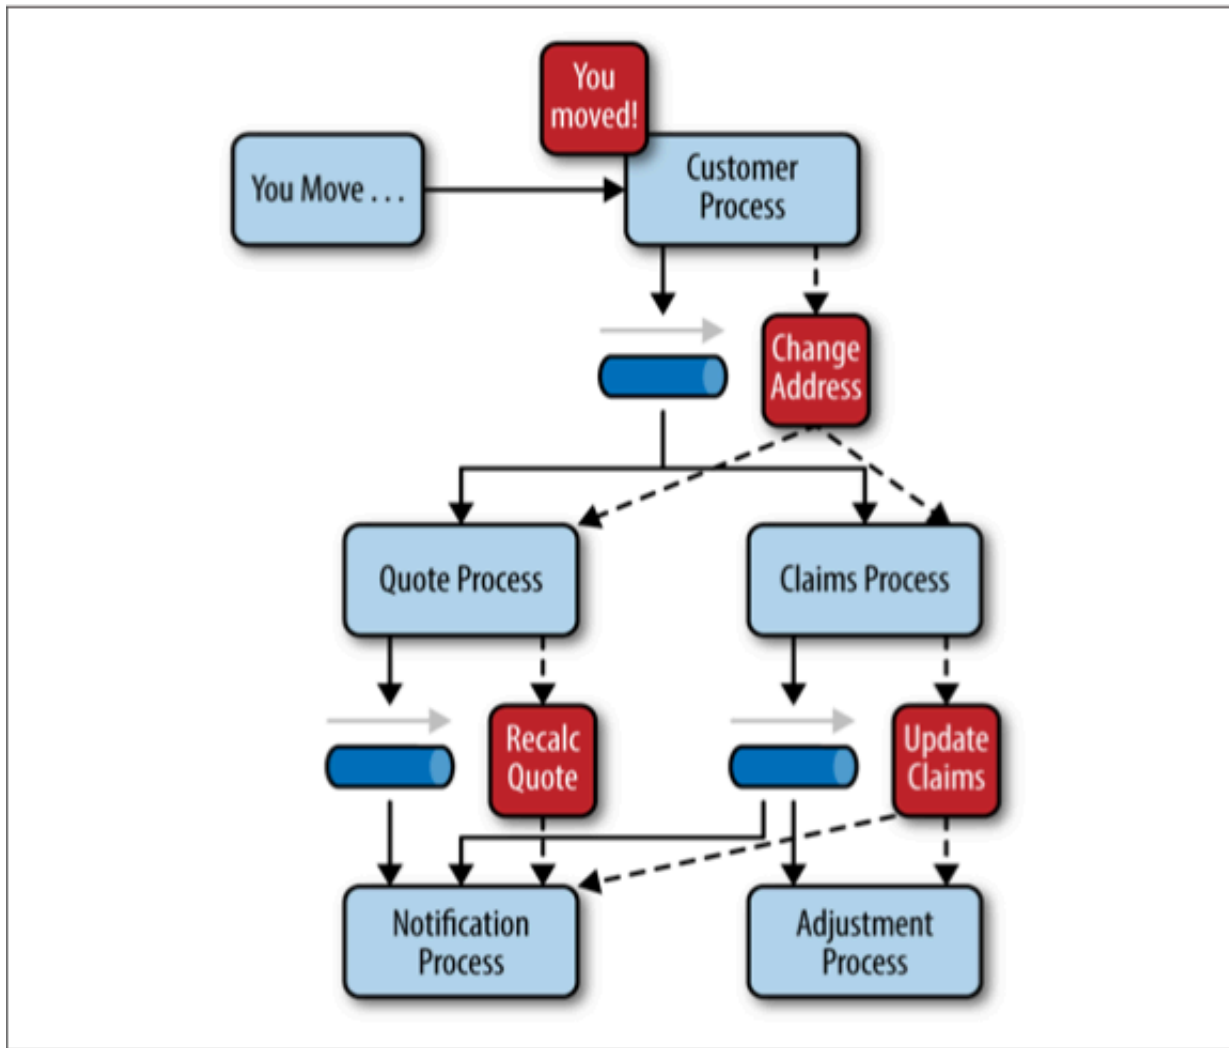 You
moved!
You Move . . .
Customer
Process
Change
Address
Quote Process
Claims Process
Recalc
Quote
Update
Claims
Notification
Process
Adjustment
Process